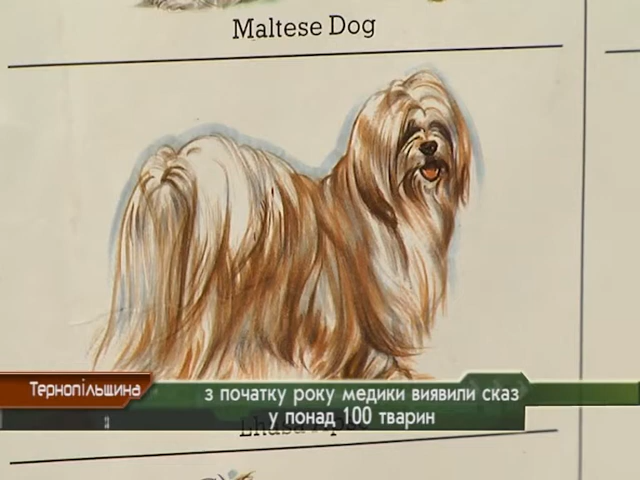 Maltese Dog
Тернопільщина
з початку року медики виявили сказ
у понад 100 тварин